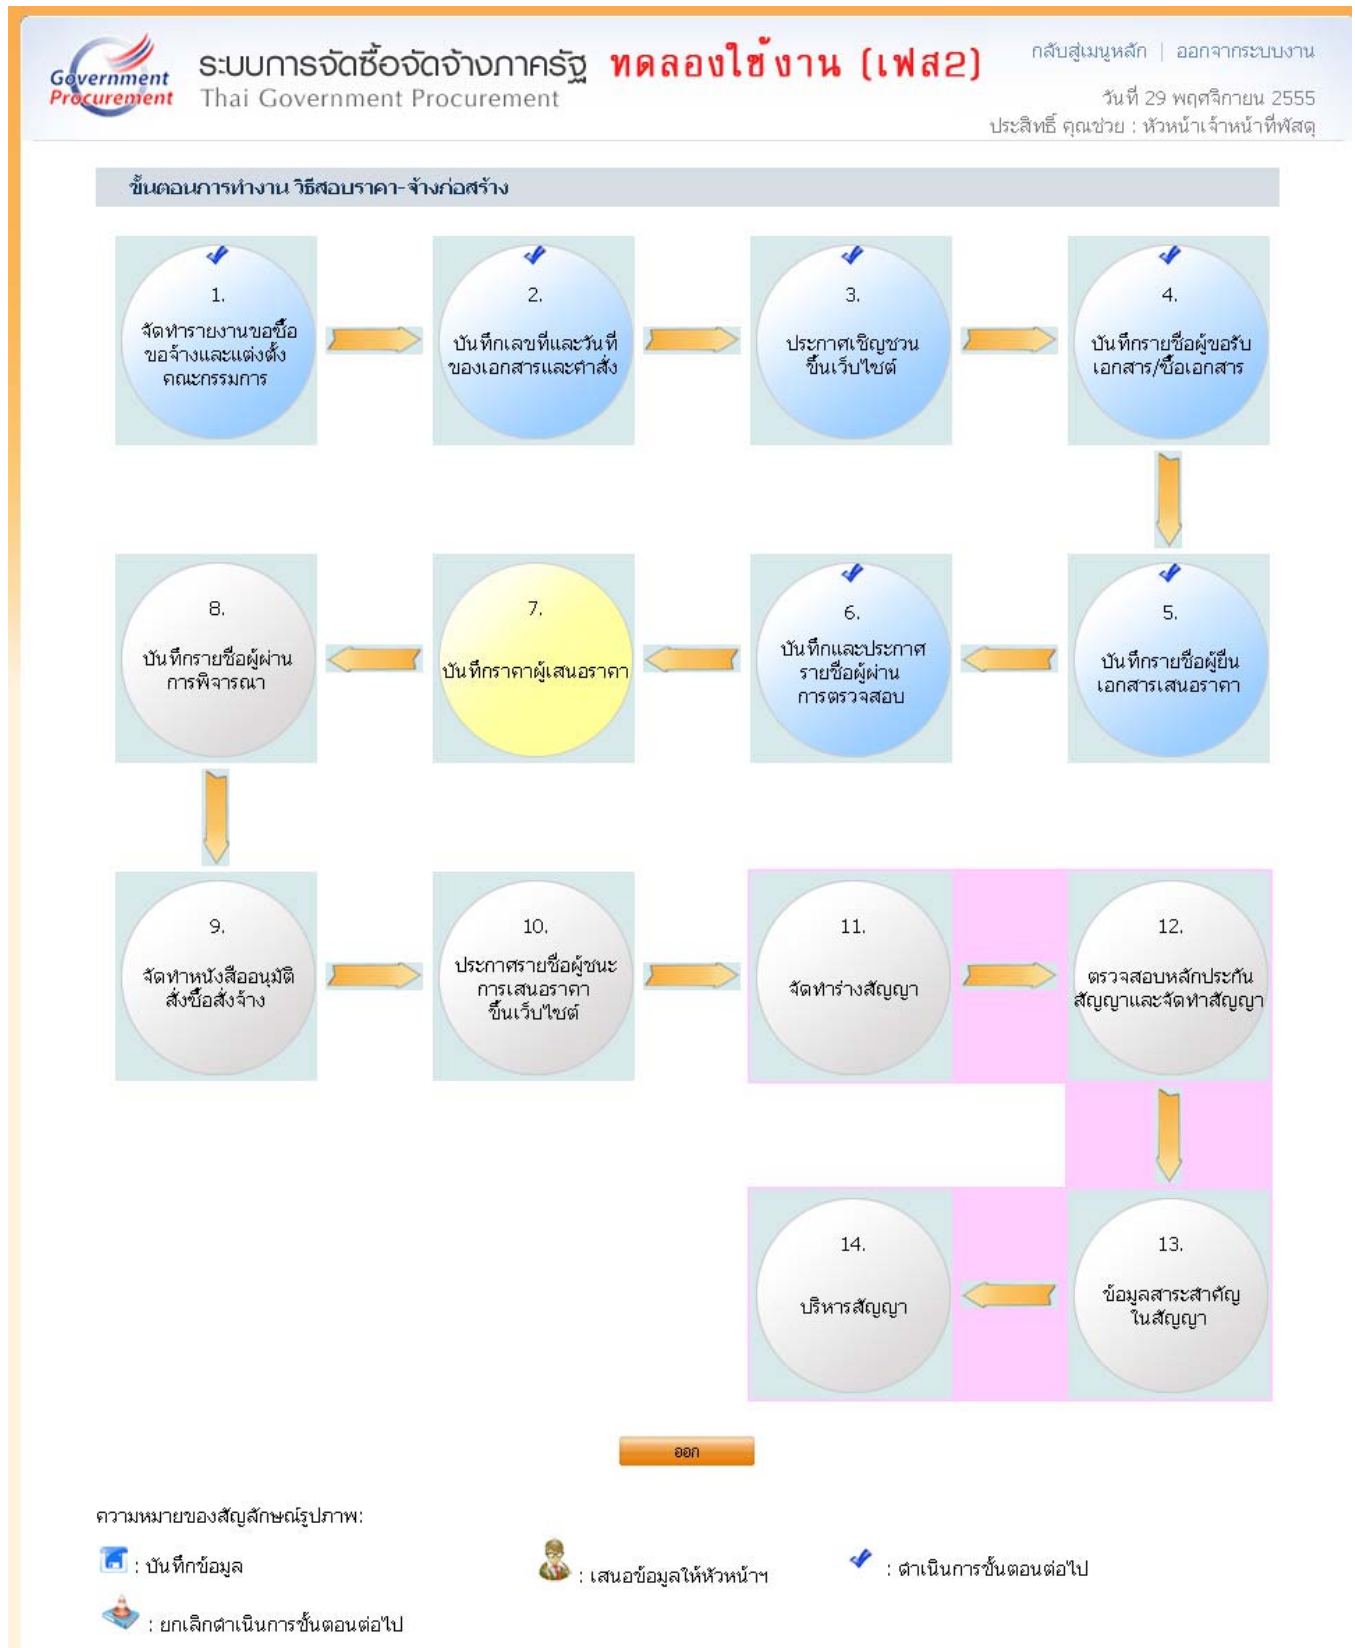 Government
Procurement
ระบบการจัดซื้อจัดจ้างภาครัฐ ทดลองใช้งาน (เฟส2)
Thai Government Procurement
กลับสู่เมนูหลัก | ออกจากระบบงาน
วันที่ 29 พฤศจิกายน 2555
ประสิทธิ์ คุณช่วย : หัวหน้าเจ้าหน้าที่พัสดุ
ขั้นตอนการทำงาน วิธีสอบราคา-จ้างก่อสร้าง
1.
จัดทำรายงานขอซื้อ
ขอจ้างและแต่งตั้ง
คณะกรรมการ
2.
บันทึกเลขที่และวันที่
ของเอกสารและคำสั่ง
3.
ประกาศเชิญชวน
ขึ้นเว็บไซต์
4.
บันทึกรายชื่อผู้ขอรับ
เอกสาร/ซื้อเอกสาร
8.
บันทึกรายชื่อผู้ผ่าน
การพิจารณา
7.
บันทึกราคาผู้เสนอราคา
6.
บันทึกและประกาศ
รายชื่อผู้ผ่าน
การตรวจสอบ
5.
บันทึกรายชื่อผู้ยื่น
เอกสารเสนอราคา
9.
จัดทำหนังสืออนุมัติ
สั่งซื้อสั่งจ้าง
10.
ประกาศรายชื่อผู้ชนะ
การเสนอราคา
ขึ้นเว็บไซต์
11.
จัดทำร่างสัญญา
12.
ตรวจสอบหลักประกัน
สัญญาและจัดทำสัญญา
14.
บริหารสัญญา
13.
ข้อมูลสาระสำคัญ
ในสัญญา
ออก
ความหมายของสัญลักษณ์รูปภาพ:
: บันทึกข้อมูล
: เสนอข้อมูลให้หัวหน้าฯ
: ดำเนินการขั้นตอนต่อไป
: ยกเลิกดำเนินการขั้นตอนต่อไป